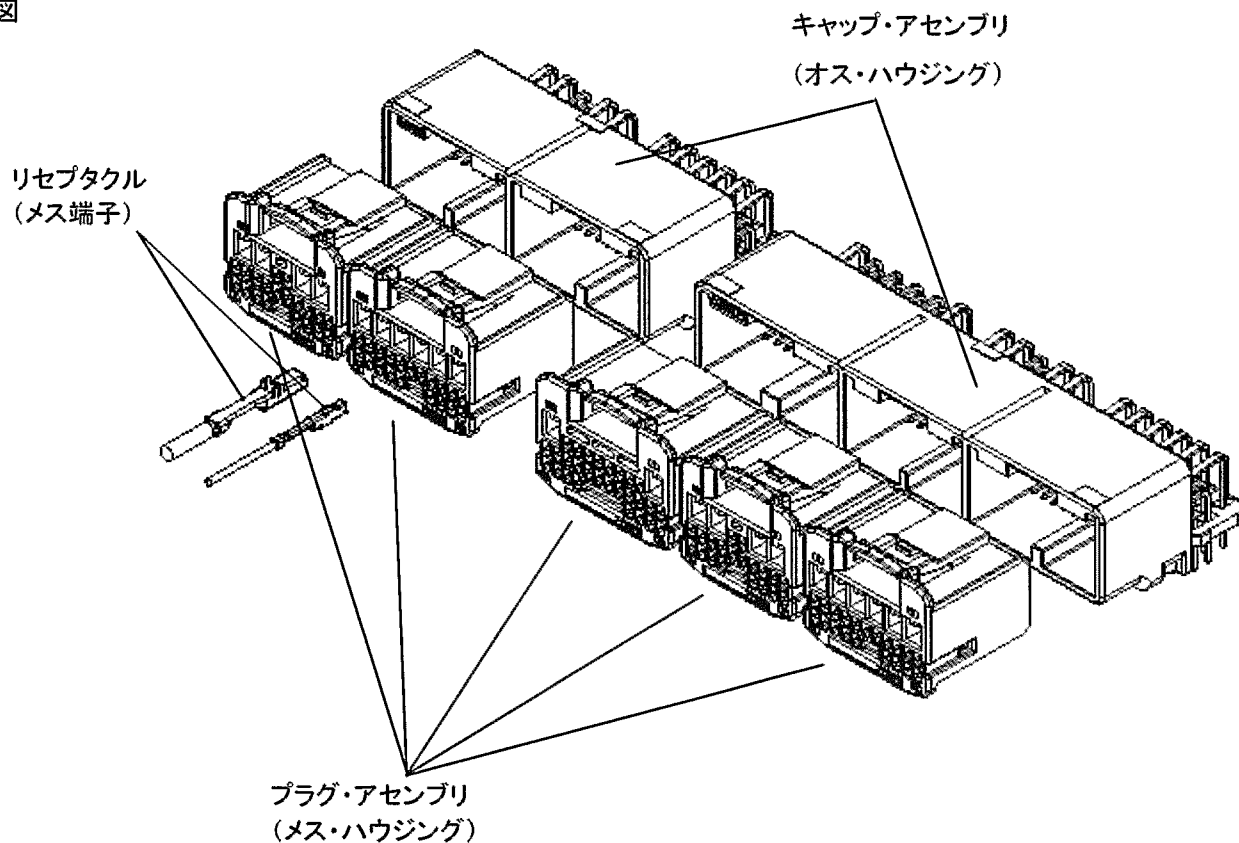 図
キャップ・アセンブリ
（オス・ハウジング）
リセプタクル
（メス端子）
プラグ・アセンブリ
（メス・ハウジング）